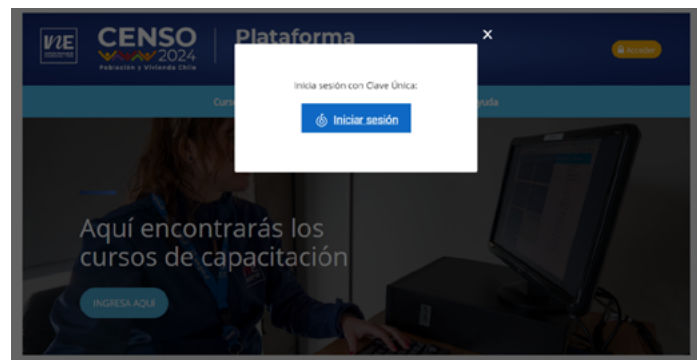 INE
CENSO
2024
Población y Vivienda Chile
Plataforma
X
Acceder
Inicia sesión con Clave Única:
Iniciar sesión
Aquí encontrarás los
cursos de capacitación
INGRESA AQUÍ